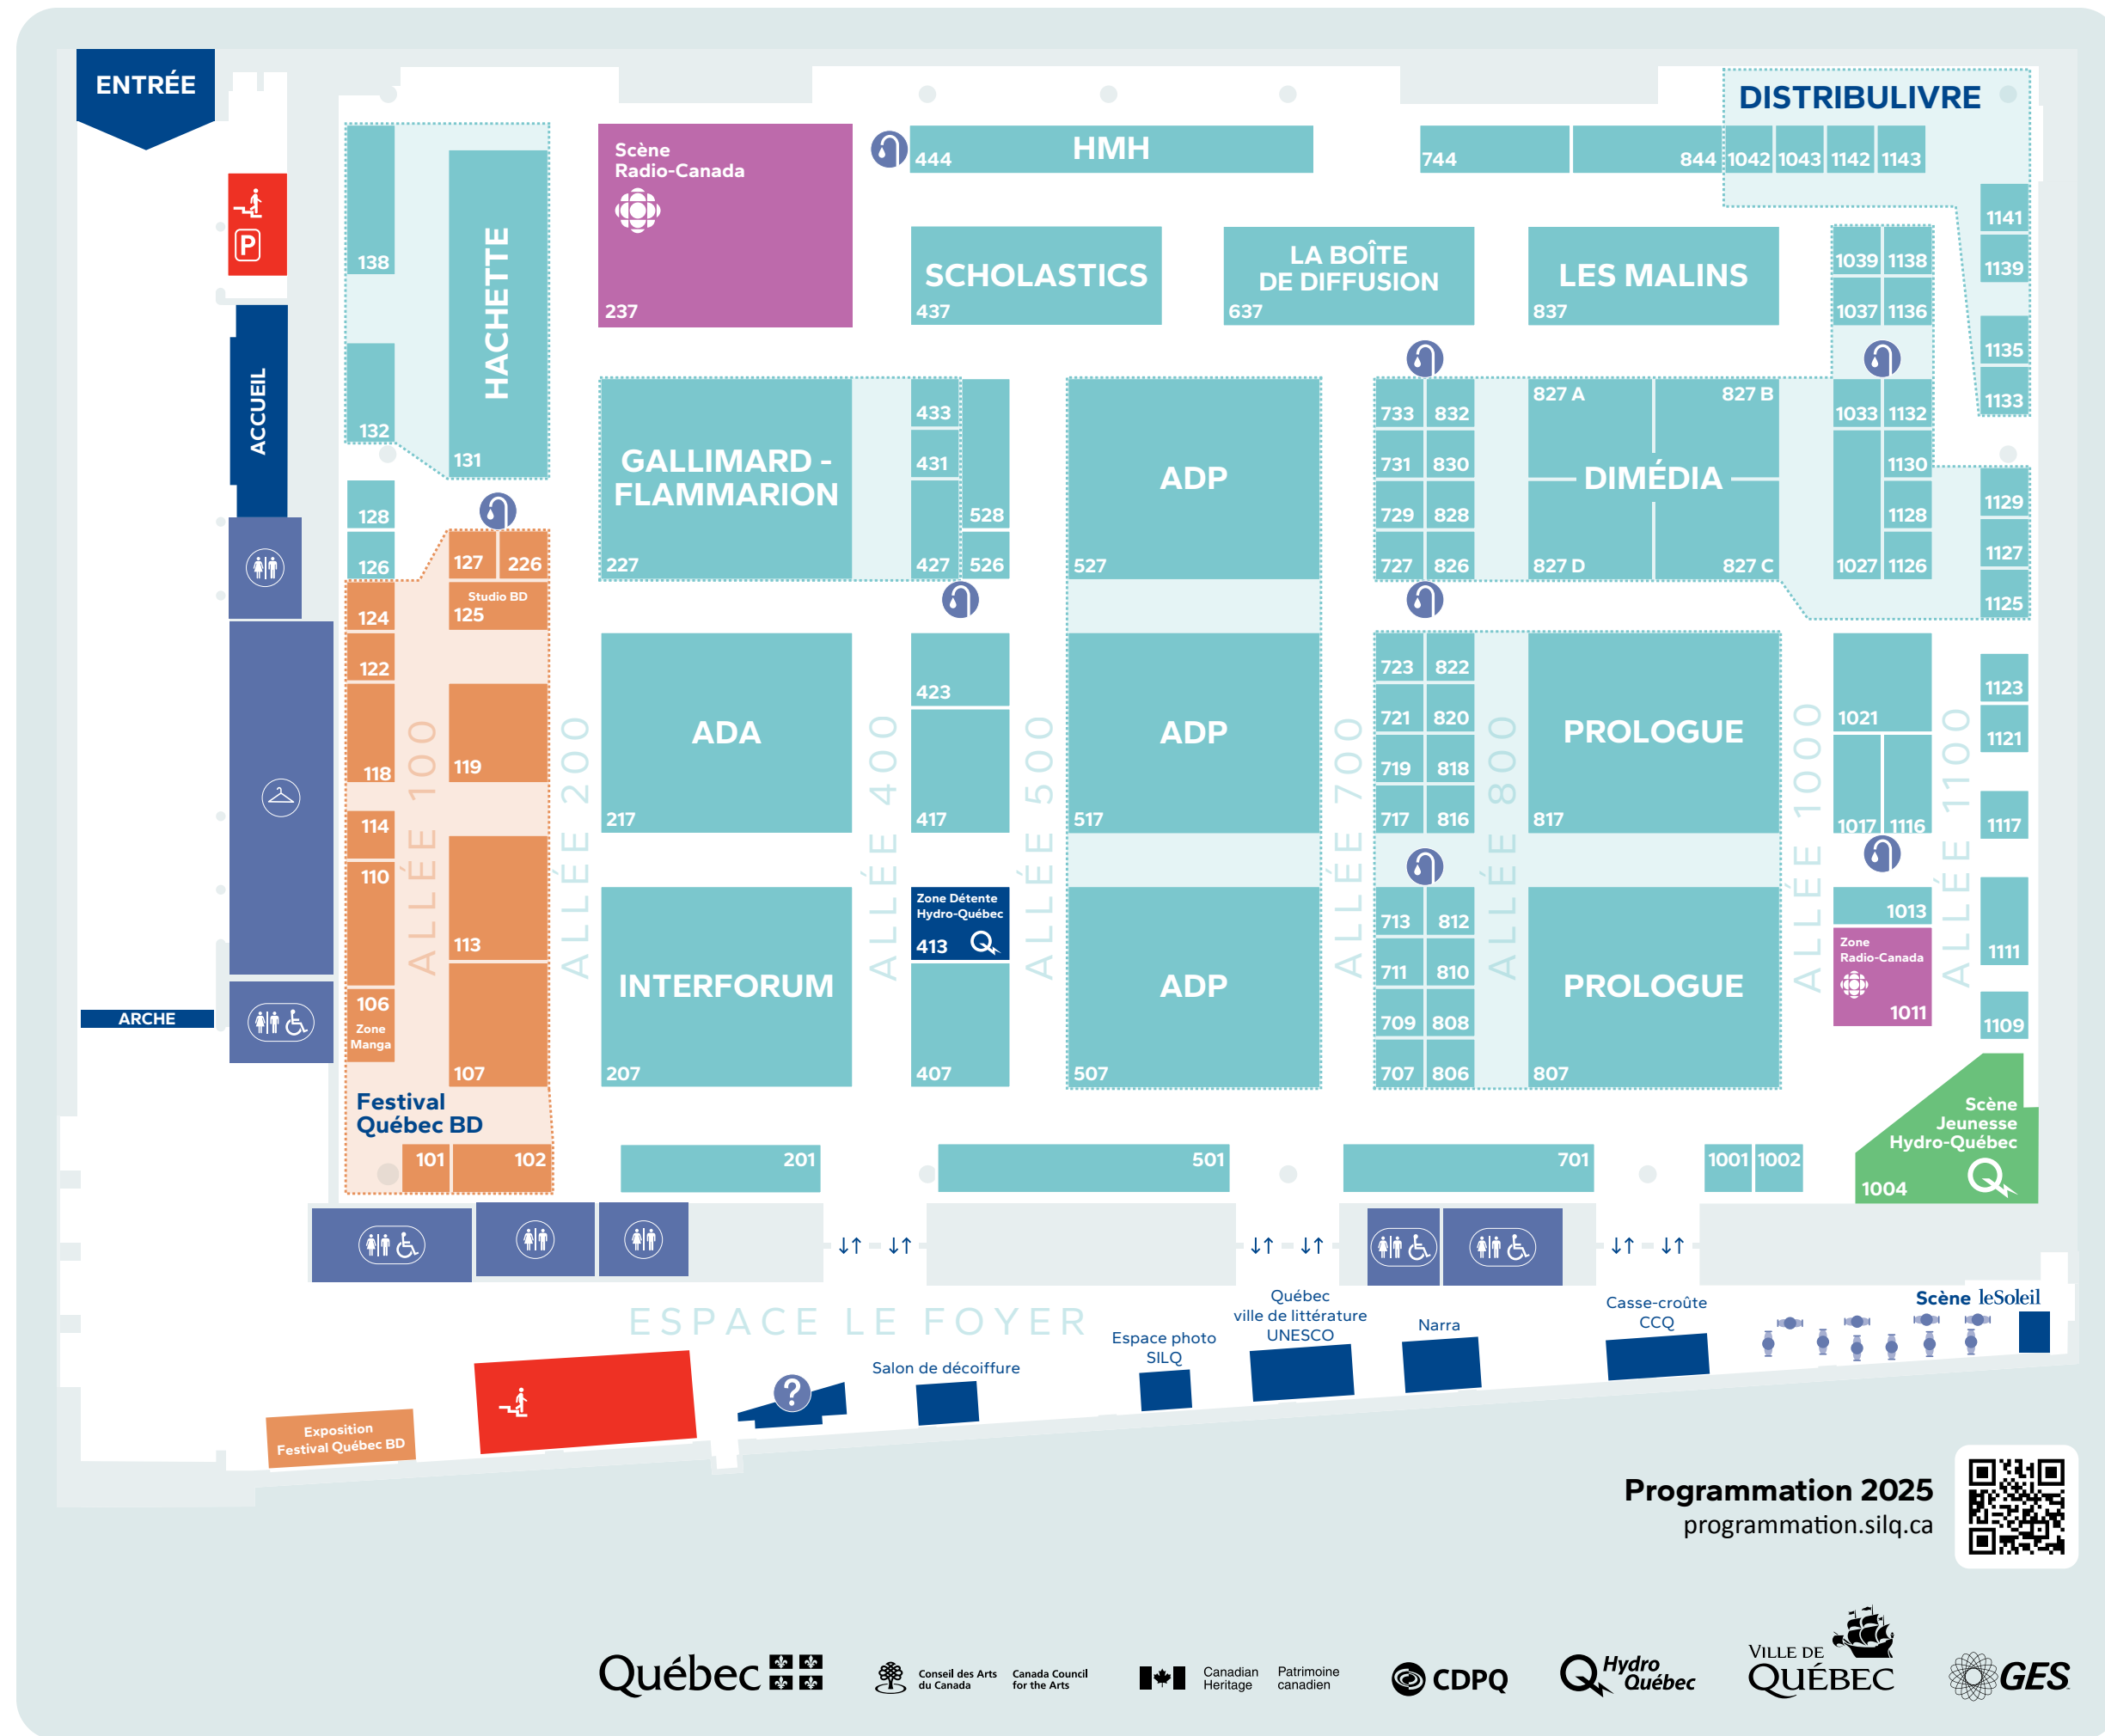 ENTRÉE
DISTRIBULIVRE
138
HACHETTE
131
132
Scène
Radio-Canada
237
444
HMH
744
844
1042
1043
1142
1143
1141
1139
1135
1133
SCHOLASTICS
437
LA BOÎTE
DE DIFFUSION
637
LES MALINS
837
1039
1138
1037
1136
P
ACCUEIL
128
126
127
226
Studio BD
125
124
122
118
119
114
110
113
106
Zone
Manga
107
Festival
Québec BD
101
102
ALLÉE 100
ALLÉE 200
GALLIMARD -
FLAMMARION
227
433
431
427
528
526
ADP
527
733
832
731
830
729
828
727
826
827 A
827 B
DIMÉDIA
827 D
827 C
1033
1132
1130
1128
1027
1126
1129
1127
1125
ADA
217
ALLÉE 400
423
417
ALLÉE 500
ADP
517
ALLÉE 700
723
822
721
820
719
818
717
816
ALLÉE 800
PROLOGUE
817
ALLÉE 1000
1021
1017
1116
ALLÉE 1100
1123
1121
1117
1111
1109
INTERFORUM
207
Zone Détente
Hydro-Québec
413
407
ADP
507
713
812
711
810
709
808
707
806
PROLOGUE
807
1013
Zone
Radio-Canada
1011
ARCHE
201
501
701
1001
1002
Scène
Jeunesse
Hydro-Québec
1004
ESPACE LE FOYER
Exposition
Festival Québec BD
?
Salon de décoiffure
Espace photo
SILQ
Québec
ville de littérature
UNESCO
Narra
Casse-croûte
CCQ
Scène leSoleil
Programmation 2025
programmation.silq.ca
Québec
Conseil des Arts
du Canada
Canada Council
for the Arts
Canadian
Heritage
Patrimoine
canadien
CDPQ
Hydro
Québec
VILLE DE
QUÉBEC
GES